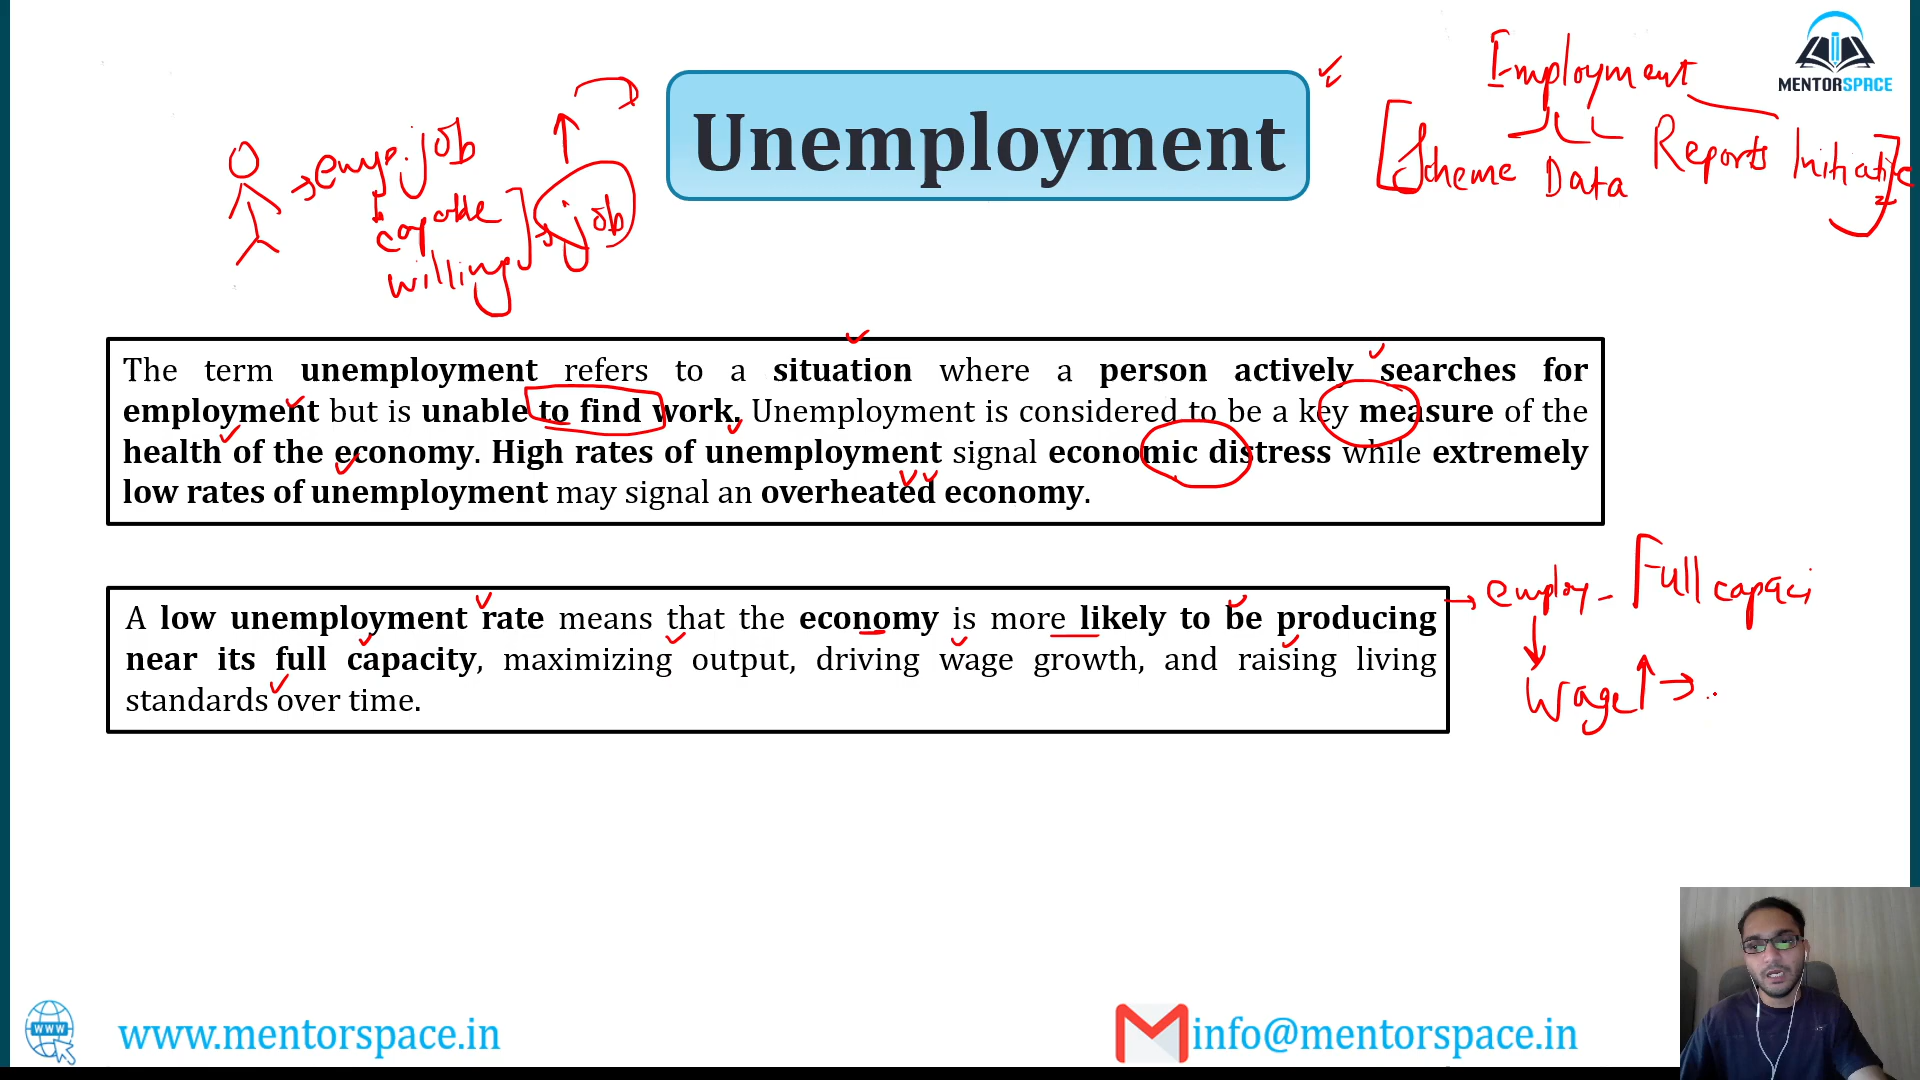 Unemployment
Employment
Scheme Data Reports Initiative
MENTORSPACE
job
capable
willing
job
The term unemployment refers to a situation where a person actively searches for
employment but is unable to find work. Unemployment is considered to be a key measure of the
health of the economy. High rates of unemployment signal economic distress while extremely
low rates of unemployment may signal an overheated economy.
A low unemployment rate means that the economy is more likely to be producing
near its full capacity, maximizing output, driving wage growth, and raising living
standards over time.
employ - Full capaci
Wage
www
www.mentorspace.in
info@mentorspace.in